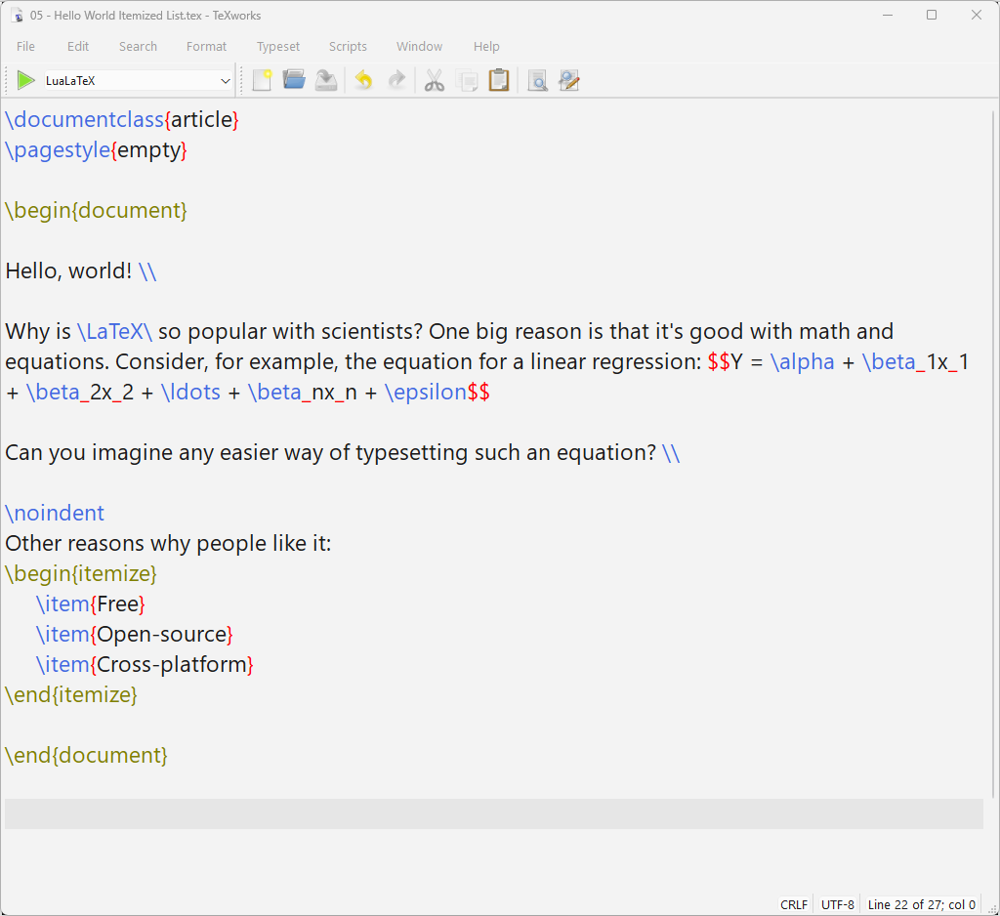 05 - Hello World Itemized List.tex - TeXworks
File Edit Search Format Typeset Scripts Window Help
LuaLaTeX
\documentclass{article}
\pagestyle{empty}
\begin{document}
Hello, world! \\
Why is \LaTeX\ so popular with scientists? One big reason is that it's good with math and
equations. Consider, for example, the equation for a linear regression: $$Y = \alpha + \beta_1x_1
+ \beta_2x_2 + \ldots + \beta_nx_n + \epsilon$$
Can you imagine any easier way of typesetting such an equation? \\
\noindent
Other reasons why people like it:
\begin{itemize}
\item{Free}
\item{Open-source}
\item{Cross-platform}
\end{itemize}
\end{document}
CRLF UTF-8 Line 22 of 27; col 0